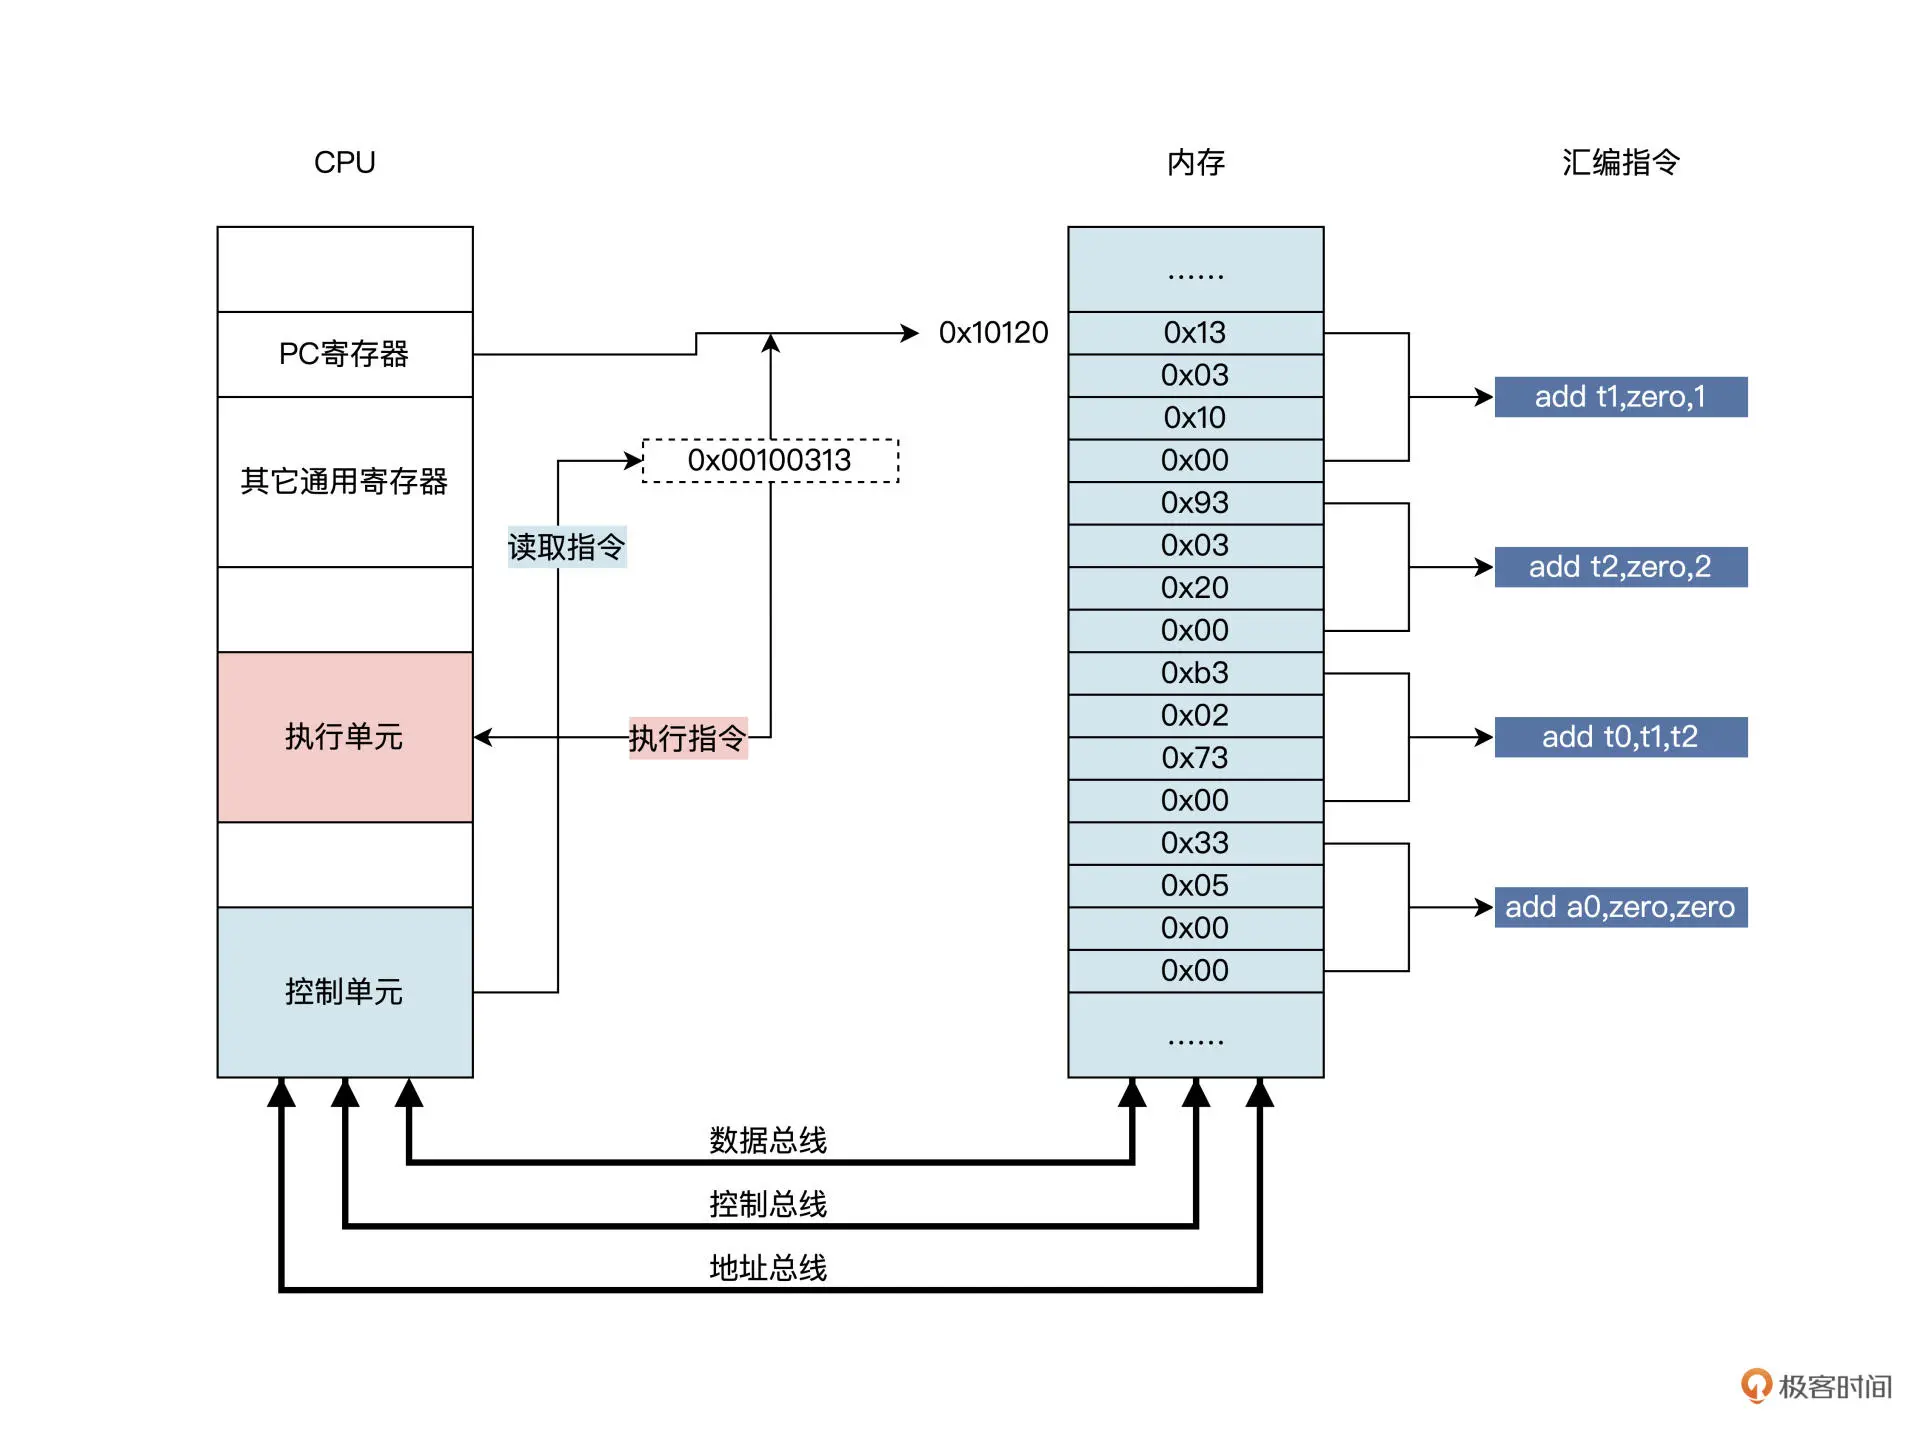 CPU
内存
汇编指令
PC寄存器
其它通用寄存器
执行单元
控制单元
读取指令
执行指令
0x00100313
0x10120
……
0x13
0x03
0x10
0x00
0x93
0x03
0x20
0x00
0xb3
0x02
0x73
0x00
0x33
0x05
0x00
0x00
……
add t1,zero,1
add t2,zero,2
add t0,t1,t2
add a0,zero,zero
数据总线
控制总线
地址总线
极客时间